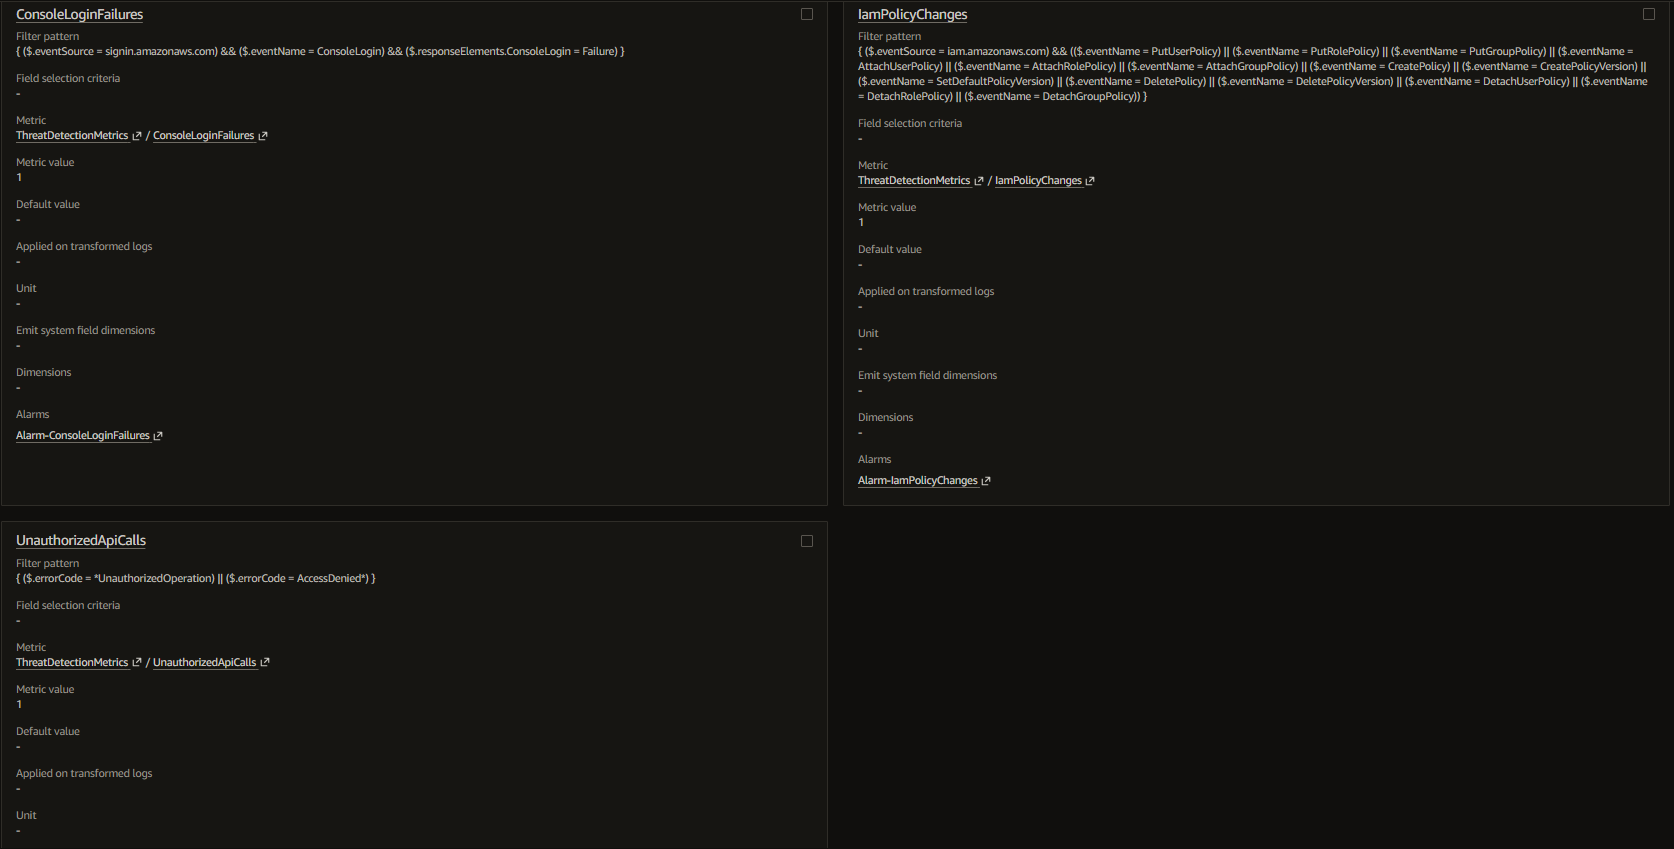 ConsoleLoginFailures
Filter pattern
{ ($.eventSource = signin.amazonaws.com) && ($.eventName = ConsoleLogin) && ($.responseElements.ConsoleLogin = Failure) }
Field selection criteria
-
Metric
ThreatDetectionMetrics / ConsoleLoginFailures
Metric value
1
Default value
-
Applied on transformed logs
-
Unit
-
Emit system field dimensions
-
Dimensions
-
Alarms
Alarm-ConsoleLoginFailures
IamPolicyChanges
Filter pattern
{ ($.eventSource = iam.amazonaws.com) && (($.eventName = PutUserPolicy) || ($.eventName = PutRolePolicy) || ($.eventName = PutGroupPolicy) || ($.eventName =
AttachUserPolicy) || ($.eventName = AttachRolePolicy) || ($.eventName = AttachGroupPolicy) || ($.eventName = CreatePolicy) || ($.eventName = CreatePolicyVersion) ||
($.eventName = SetDefaultPolicyVersion) || ($.eventName = DeletePolicy) || ($.eventName = DeletePolicyVersion) || ($.eventName = DetachUserPolicy) || ($.eventName
= DetachRolePolicy) || ($.eventName = DetachGroupPolicy)) }
Field selection criteria
-
Metric
ThreatDetectionMetrics / IamPolicyChanges
Metric value
1
Default value
-
Applied on transformed logs
-
Unit
-
Emit system field dimensions
-
Dimensions
-
Alarms
Alarm-IamPolicyChanges
UnauthorizedApiCalls
Filter pattern
{ ($.errorCode = *UnauthorizedOperation) || ($.errorCode = AccessDenied*) }
Field selection criteria
-
Metric
ThreatDetectionMetrics / UnauthorizedApiCalls
Metric value
1
Default value
-
Applied on transformed logs
-
Unit
-